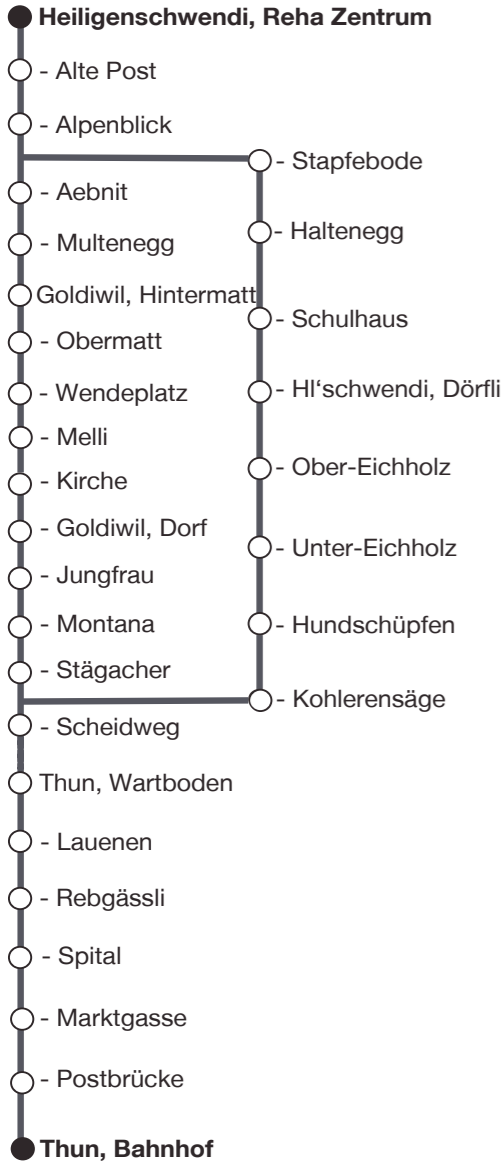 Heiligenschwendi, Reha Zentrum
- Alte Post
- Alpenblick
- Aebnit
- Multenegg
Goldiwil, Hintermatt
- Obermatt
- Wendeplatz
- Melli
- Kirche
- Goldiwil, Dorf
- Jungfrau
- Montana
- Stägacher
- Scheidweg
Thun, Wartboden
- Lauenen
- Rebgässli
- Spital
- Marktgasse
- Postbrücke
Thun, Bahnhof
- Stapfebode
- Haltenegg
- Schulhaus
- Hl‘schwendi, Dörfli
- Ober-Eichholz
- Unter-Eichholz
- Hundschüpfen
- Kohlerensäge